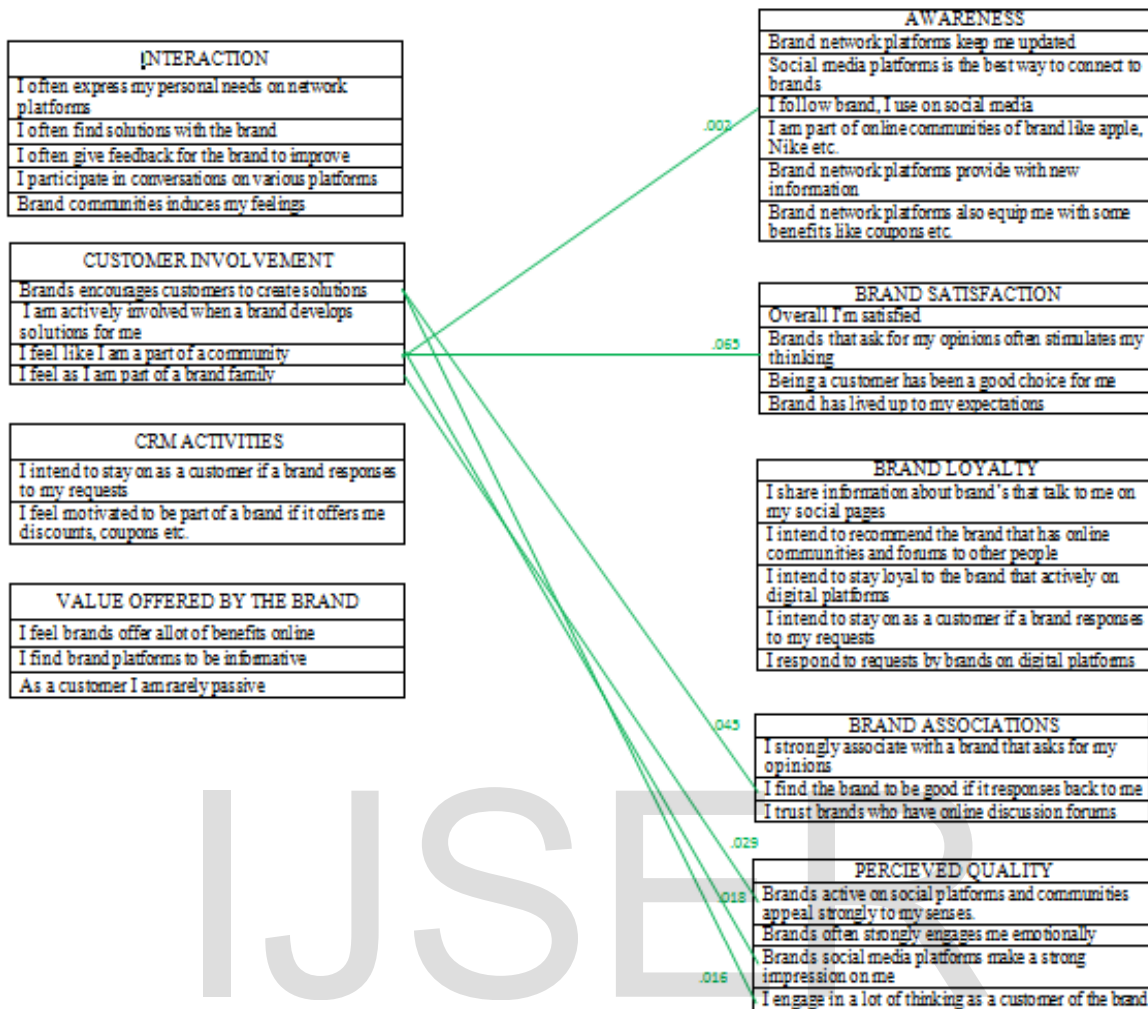 INTERACTION
I often express my personal needs on network
platforms
I often find solutions with the brand
I often give feedback for the brand to improve
I participate in conversations on various platforms
Brand communities induces my feelings
CUSTOMER INVOLVEMENT
Brands encourages customers to create solutions
I am actively involved when a brand develops
solutions for me
I feel like I am a part of a community
I feel as I am part of a brand family
CRM ACTIVITIES
I intend to stay on as a customer if a brand responses
to my requests
I feel motivated to be part of a brand if it offers me
discounts, coupons etc.
VALUE OFFERED BY THE BRAND
I feel brands offer allot of benefits online
I find brand platforms to be informative
As a customer I am rarely passive
.002
.065
.045
.029
.018
.016
AWARENESS
Brand network platforms keep me updated
Social media platforms is the best way to connect to
brands
I follow brand, I use on social media
I am part of online communities of brand like apple,
Nike etc.
Brand network platforms provide with new
information
Brand network platforms also equip me with some
benefits like coupons etc.
BRAND SATISFACTION
Overall I'm satisfied
Brands that ask for my opinions often stimulates my
thinking
Being a customer has been a good choice for me
Brand has lived up to my expectations
BRAND LOYALTY
I share information about brand's that talk to me on
my social pages
I intend to recommend the brand that has online
communities and forums to other people
I intend to stay loyal to the brand that actively on
digital platforms
I intend to stay on as a customer if a brand responses
to my requests
I respond to requests by brands on digital platforms
BRAND ASSOCIATIONS
I strongly associate with a brand that asks for my
opinions
I find the brand to be good if it responses back to me
I trust brands who have online discussion forums
PERCIEVED QUALITY
Brands active on social platforms and communities
appeal strongly to my senses.
Brands often strongly engages me emotionally
Brands social media platforms make a strong
impression on me
I engage in a lot of thinking as a customer of the brand
IJSER